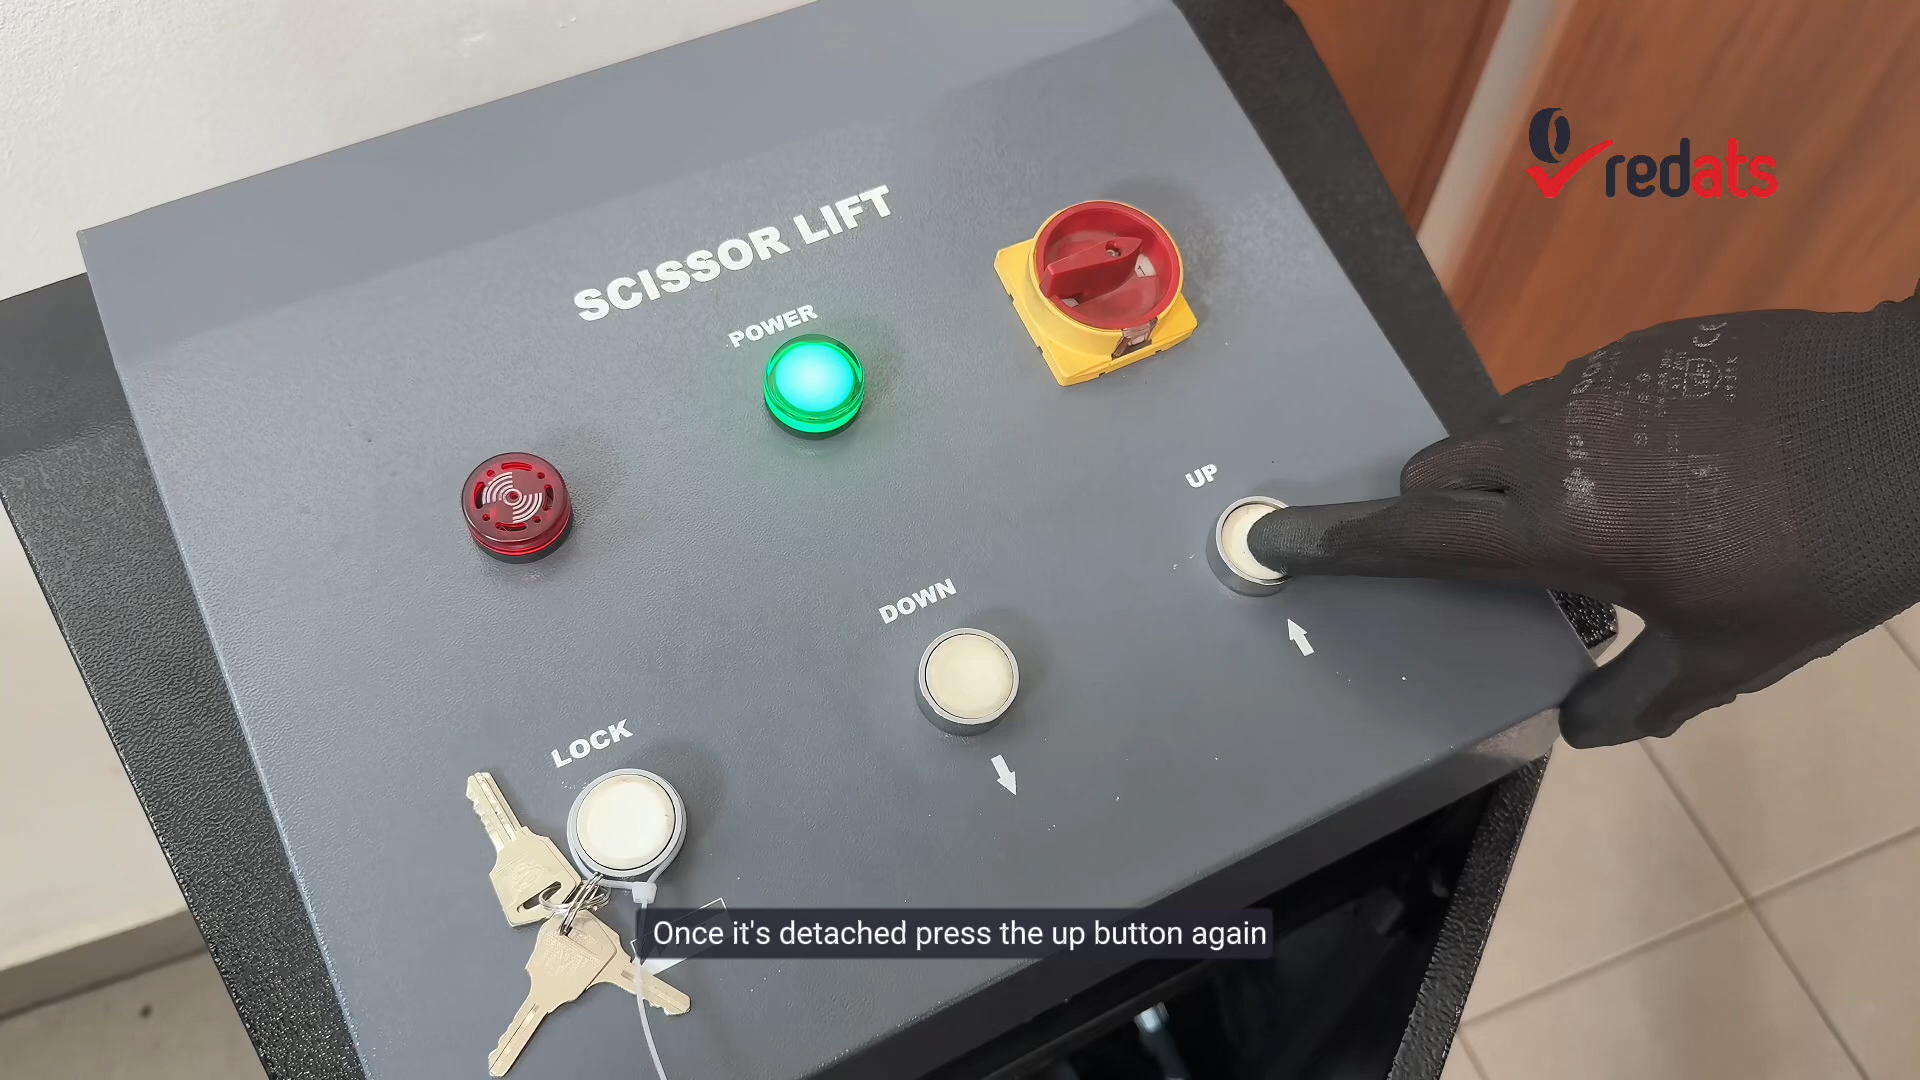 redats
SCISSOR LIFT
POWER
UP
DOWN
LOCK
Once it's detached press the up button again